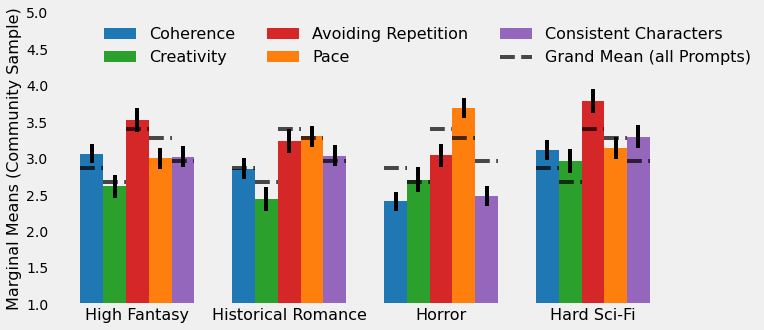 Marginal Means (Community Sample)
5.0
4.5
4.0
3.5
3.0
2.5
2.0
1.5
1.0
Coherence
Creativity
Avoiding Repetition
Pace
Consistent Characters
Grand Mean (all Prompts)
High Fantasy
Historical Romance
Horror
Hard Sci-Fi